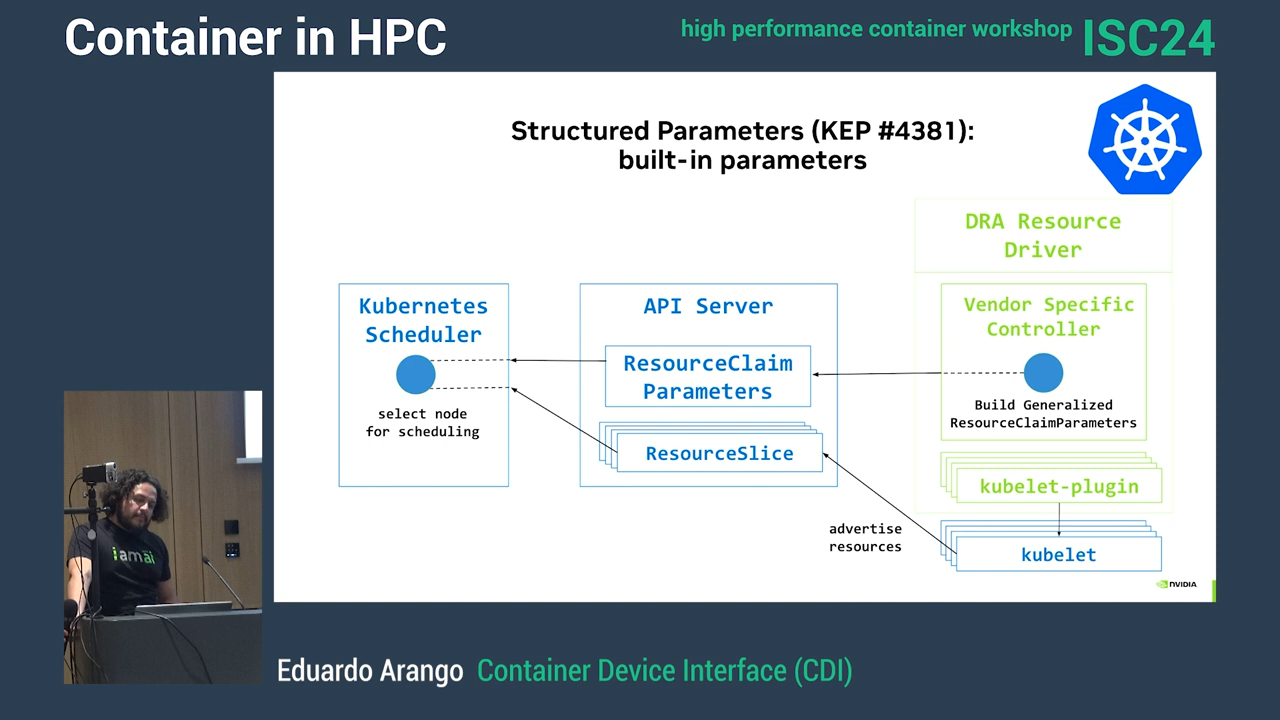 Container in HPC
high performance container workshop ISC24
Structured Parameters (KEP #4381):
built-in parameters
DRA Resource
Driver
Kubernetes
Scheduler
select node
for scheduling
API Server
ResourceClaim
Parameters
ResourceSlice
Vendor Specific
Controller
Build Generalized
ResourceClaimParameters
kubelet-plugin
advertise
resources
kubelet
NVIDIA
i am ai
Eduardo Arango Container Device Interface (CDI)